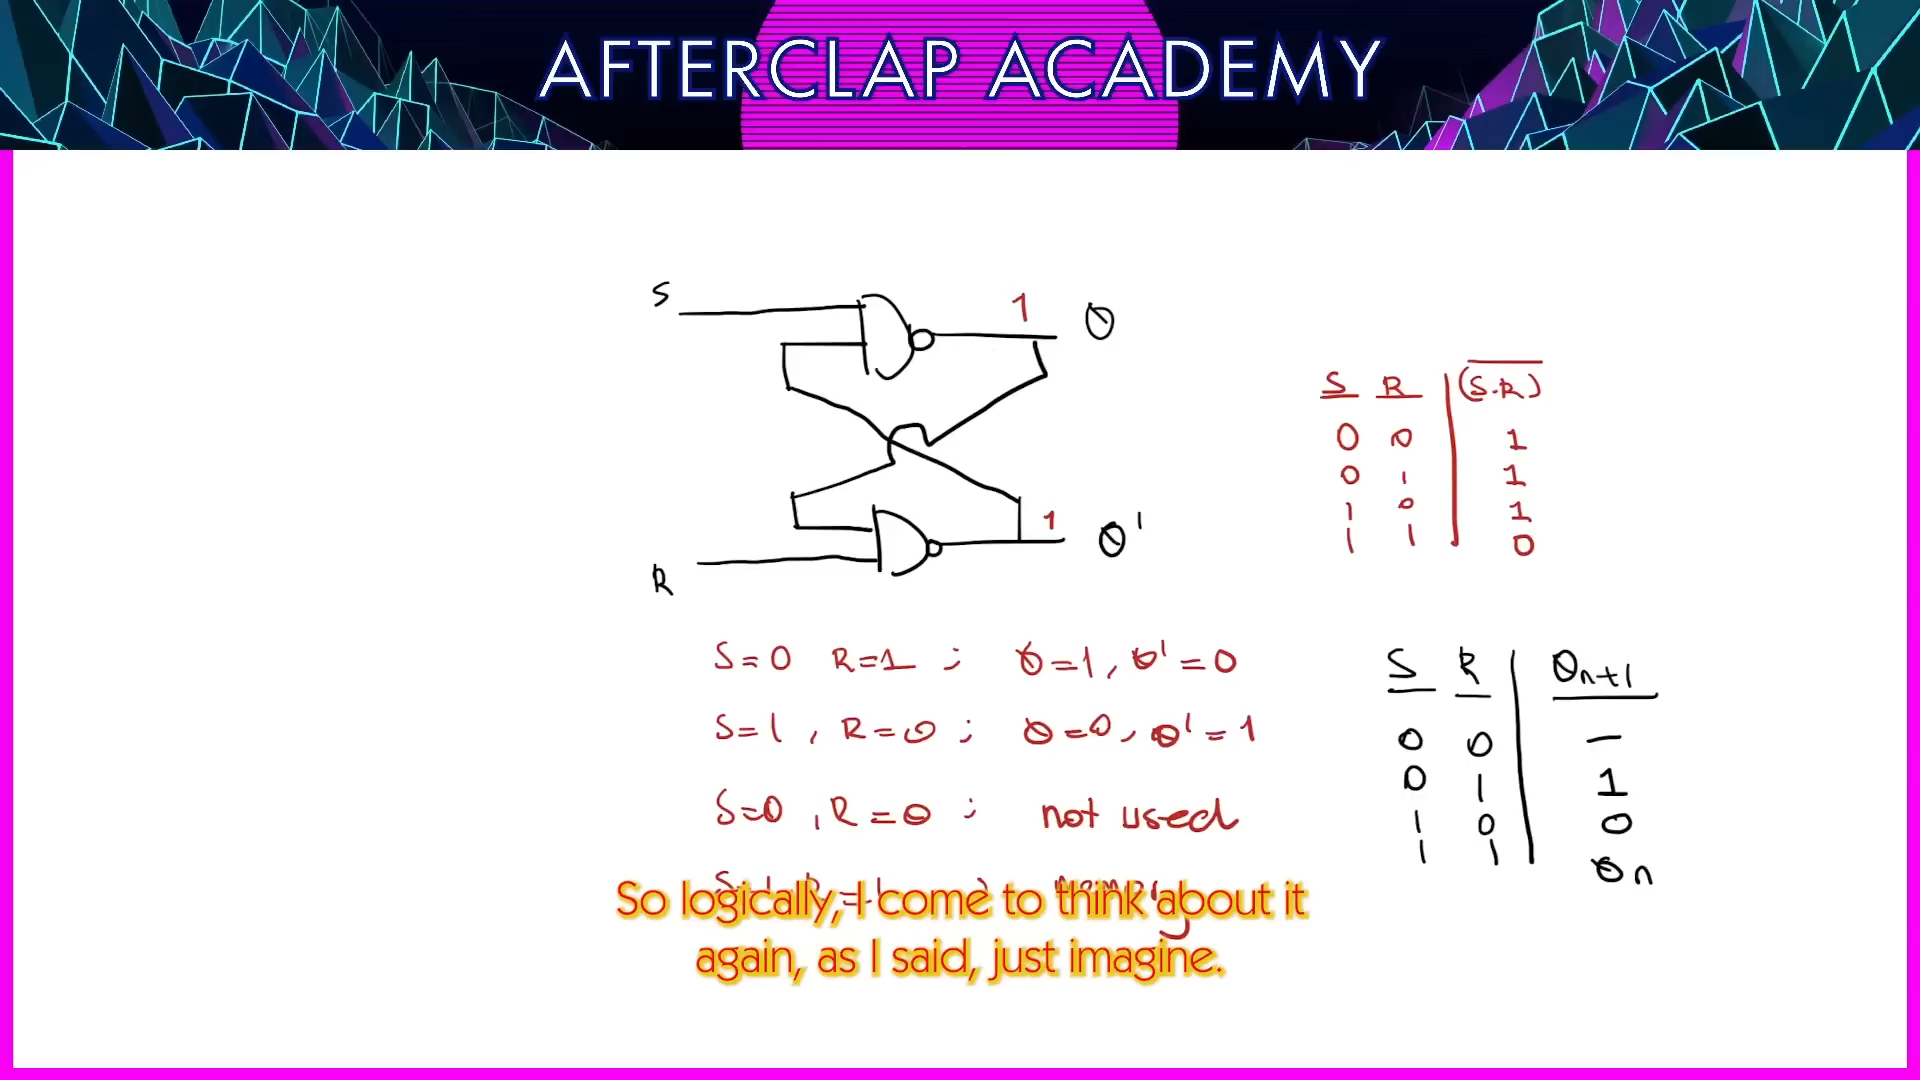 AFTERCLAP ACADEMY
S
1
Q
1
Q'
R
S R (S.R)
0 0 1
0 1 1
1 0 1
1 1 0
S=0 R=1 ; Q=1, Q'=0
S=1, R=0 ; Q=0, Q'=1
S=0, R=0 ; not used
S R Qn+1
0 0 —
0 1 1
1 0 0
1 1 Qn
So logically, I come to think about it
again, as I said, just imagine.